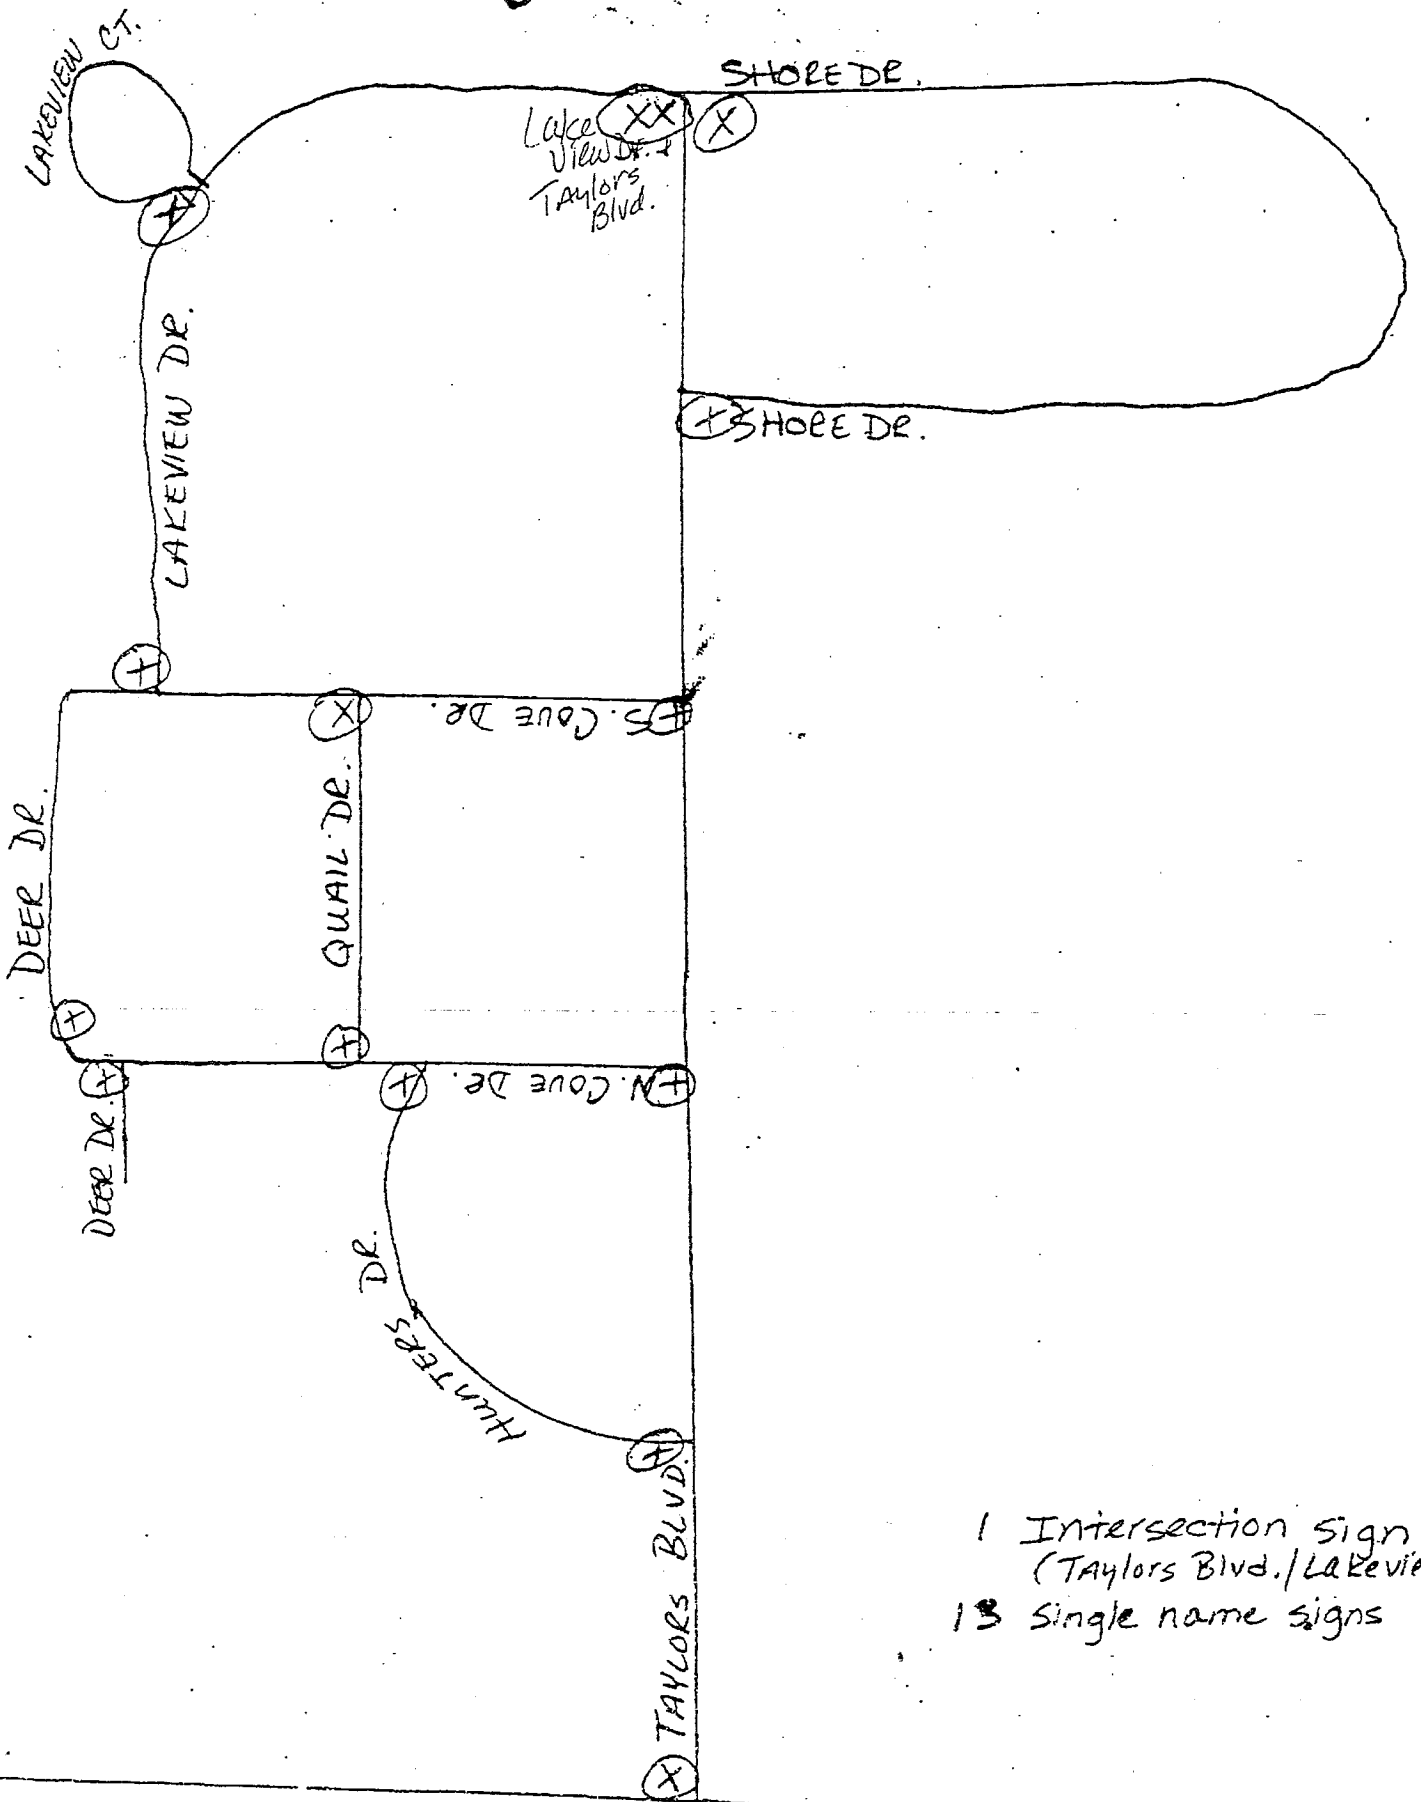 LAKEVIEW CT.
SHORE DR.
XX
X
Lake
View Dr. &
Taylors
Blvd.
X
LAKEVIEW DR.
X
SHORE DR.
X
X
S. COVE DR.
X
DEER DR.
QUAIL DR.
X
X
X
DEER DR.
X
N. COVE DR.
X
HUNTERS DR.
X
TAYLORS BLVD.
X
1 Intersection sign
(TAylors Blvd./Lakevie
13 Single name signs